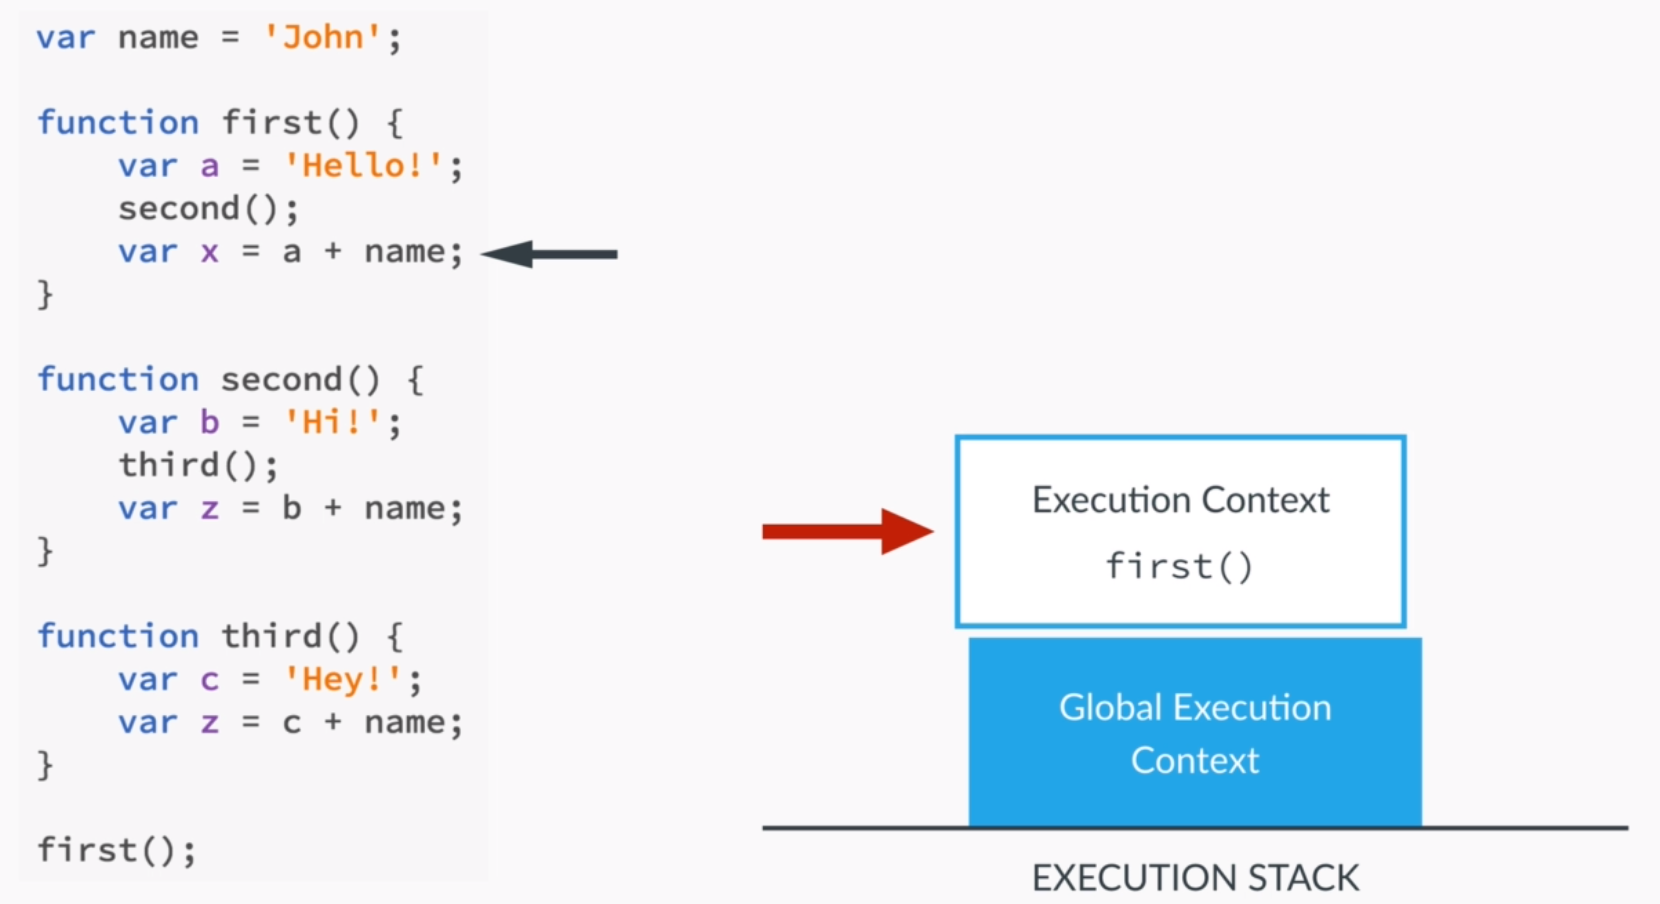 var name = 'John';
function first() {
    var a = 'Hello!';
    second();
    var x = a + name;
}
function second() {
    var b = 'Hi!';
    third();
    var z = b + name;
}
function third() {
    var c = 'Hey!';
    var z = c + name;
}
first();
Execution Context
first()
Global Execution
Context
EXECUTION STACK